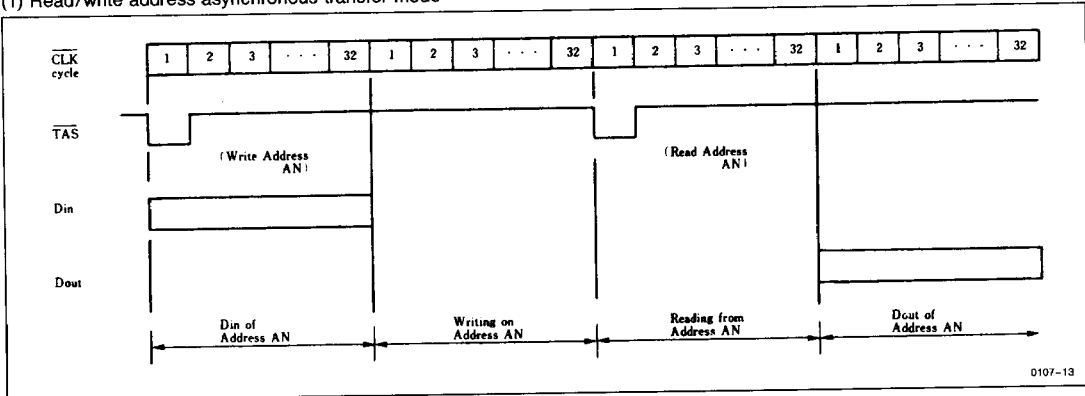 (1) Read/write address asynchronous transfer mode
CLK 1 2 3 · · · 32 1 2 3 · · · 32 1 2 3 · · · 32 1 2 3 · · · 32
cycle
TAS
(Write Address
AN)
(Read Address
AN)
Din
Dout
Din of
Address AN
Writing on
Address AN
Reading from
Address AN
Dout of
Address AN
0107-13